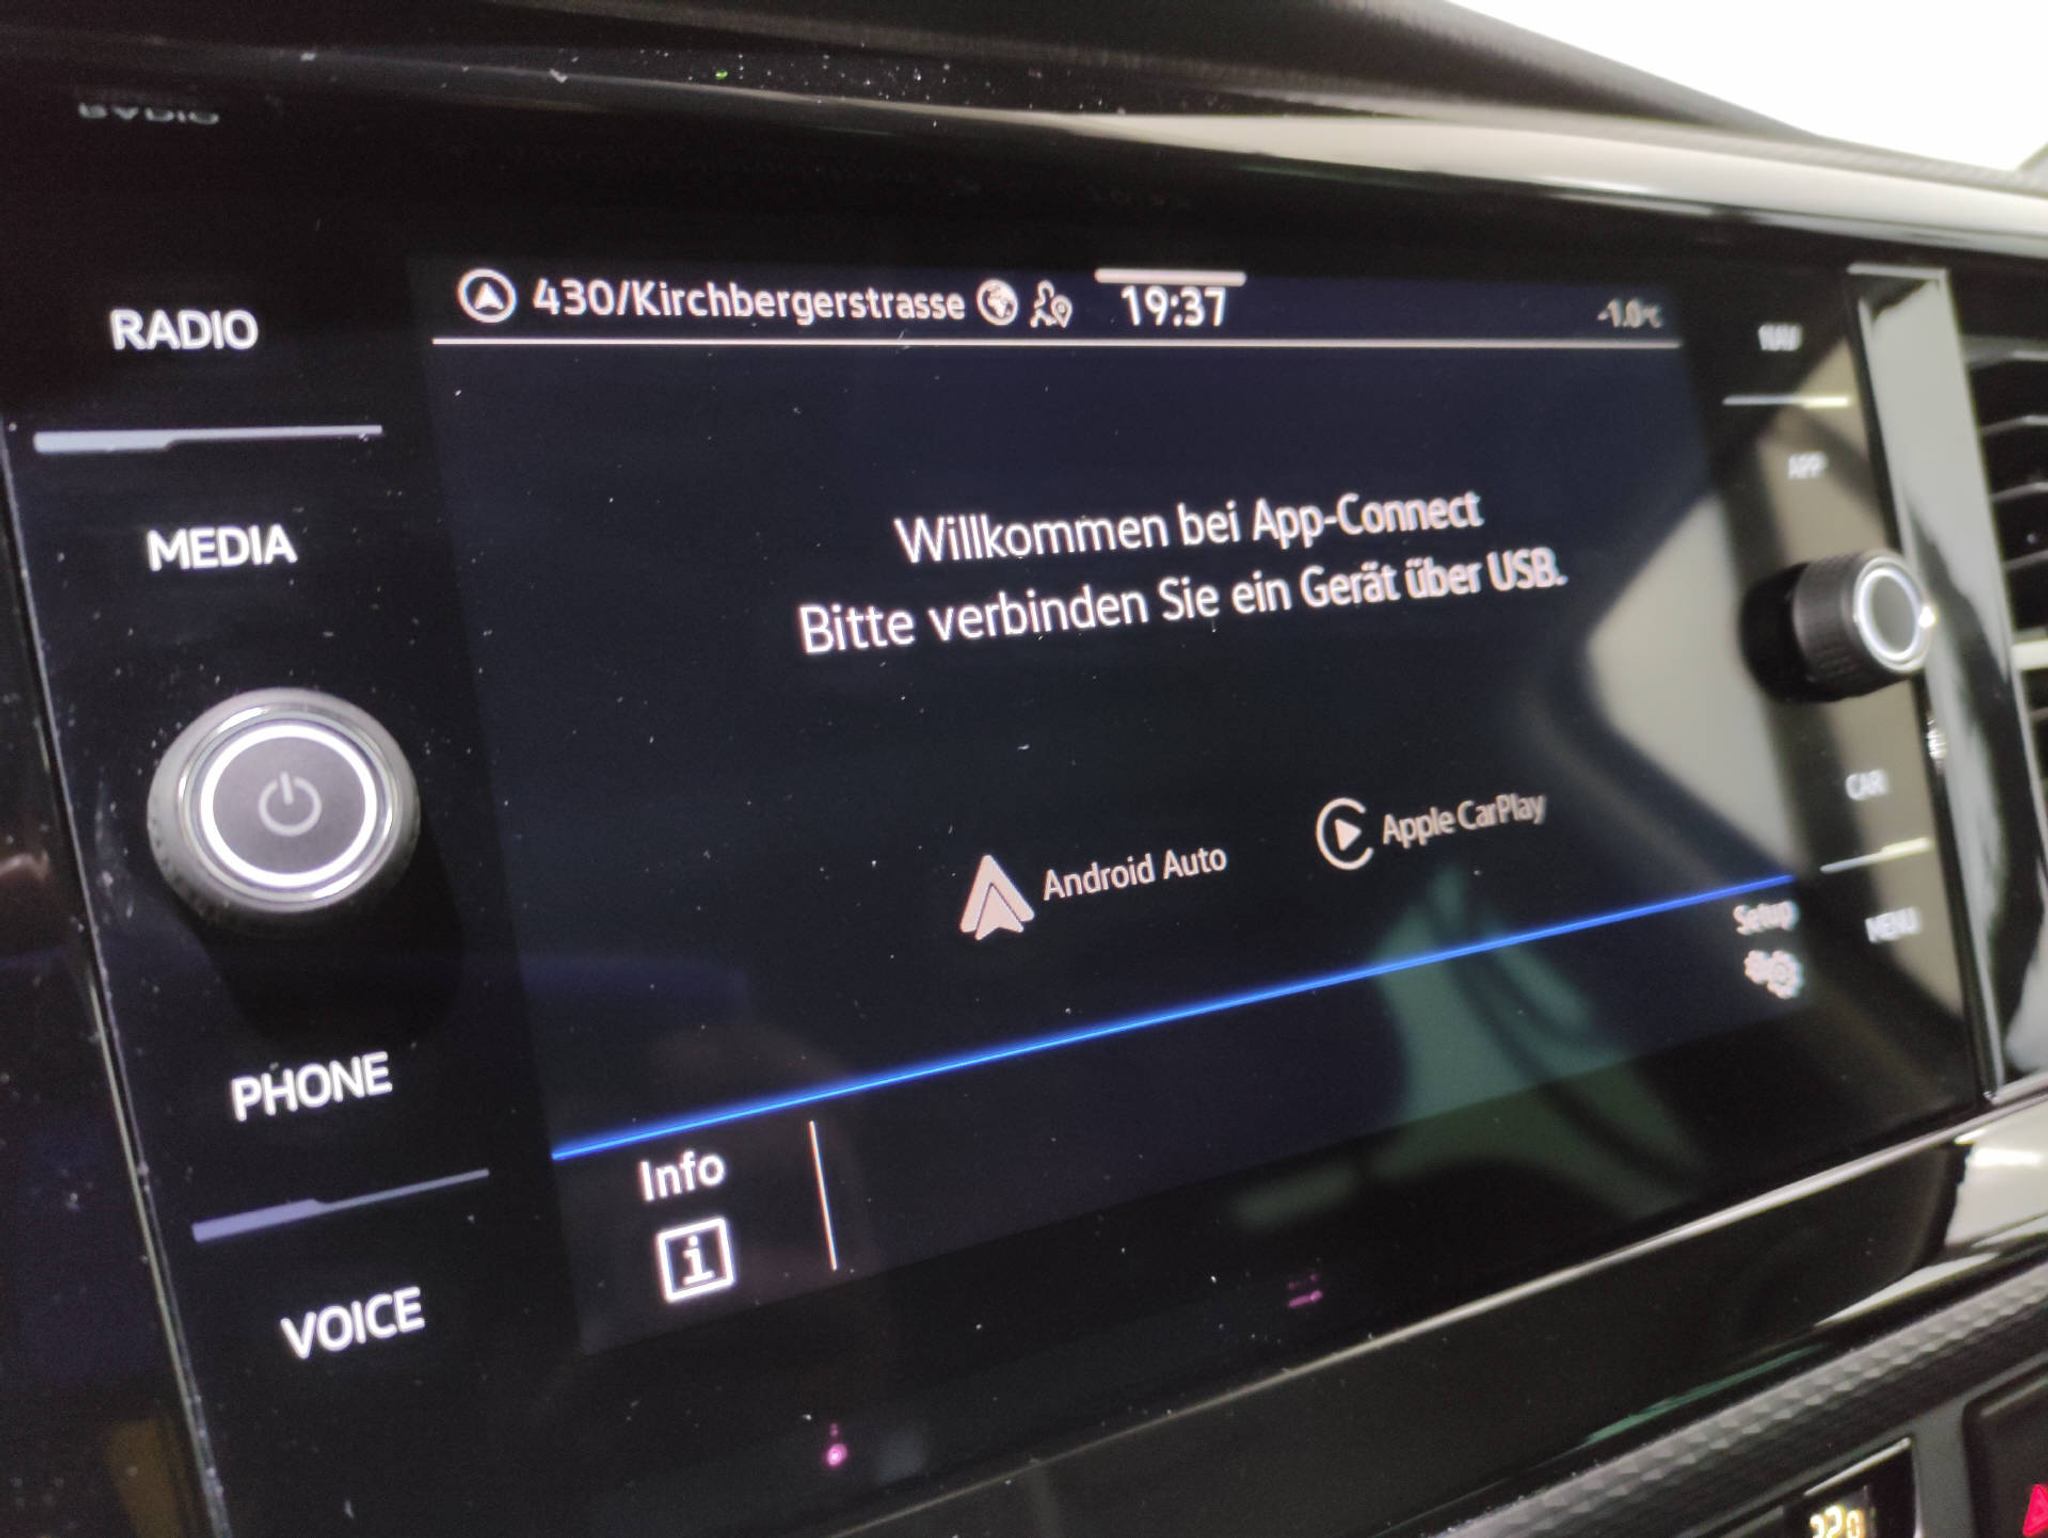 RADIO
MEDIA
PHONE
VOICE
430/Kirchbergerstrasse
19:37
-1.0°C
Willkommen bei App-Connect
Bitte verbinden Sie ein Gerät über USB.
Android Auto
Apple CarPlay
Setup
Info
NAV
APP
CAR
MENU